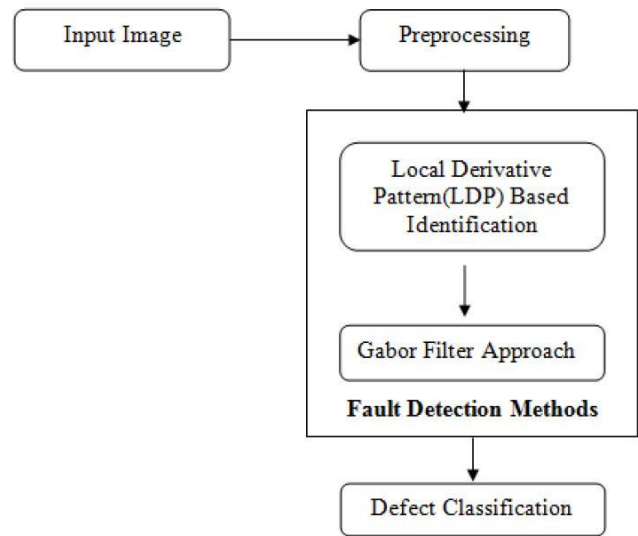 Input Image
Preprocessing
Local Derivative
Pattern(LDP) Based
Identification
Gabor Filter Approach
Fault Detection Methods
Defect Classification